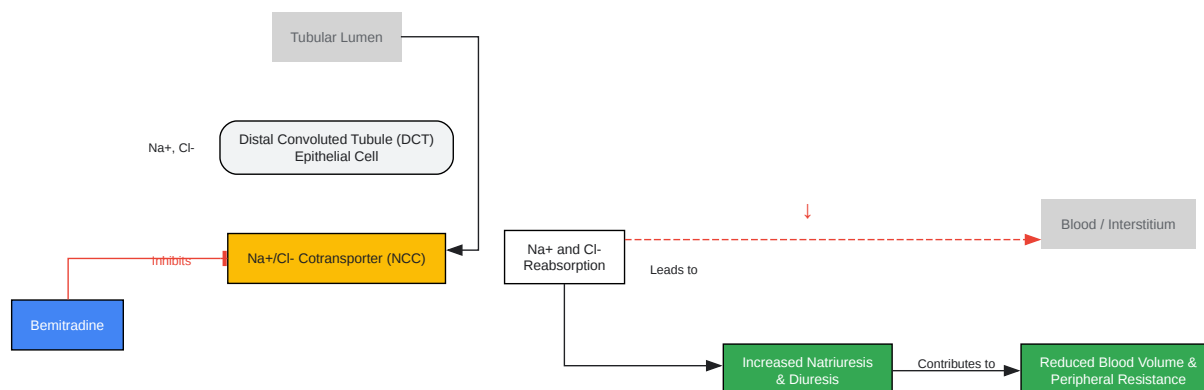 Tubular Lumen
Distal Convoluted Tubule (DCT)
Epithelial Cell
Na+, Cl-
↓
Blood / Interstitium
Na+ and Cl-
Reabsorption
Na+/Cl- Cotransporter (NCC)
Inhibits
Leads to
Bemitradine
Increased Natriuresis
& Diuresis
Contributes to
Reduced Blood Volume &
Peripheral Resistance